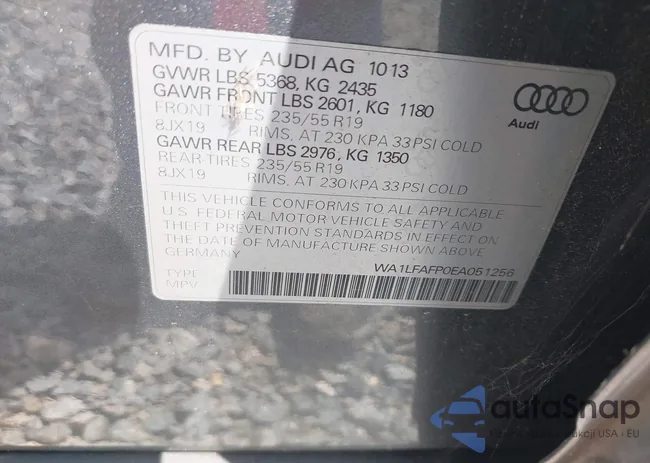 MFD. BY AUDI AG 10 13
GVWR LBS 5368, KG 2435
GAWR FRONT LBS 2601, KG 1180
FRONT TIRES 235/55 R19
8JX19 RIMS, AT 230 KPA 33 PSI COLD
GAWR REAR LBS 2976, KG 1350
REAR-TIRES 235/55 R19
8JX19 RIMS, AT 230 KPA 33 PSI COLD
THIS VEHICLE CONFORMS TO ALL APPLICABLE
U.S. FEDERAL MOTOR VEHICLE SAFETY AND
THEFT PREVENTION STANDARDS IN EFFECT ON
THE DATE OF MANUFACTURE SHOWN ABOVE
GERMANY
WA1LFAFP0EA051256
TYPE
MPV
Audi
autoSnap
USA i EU